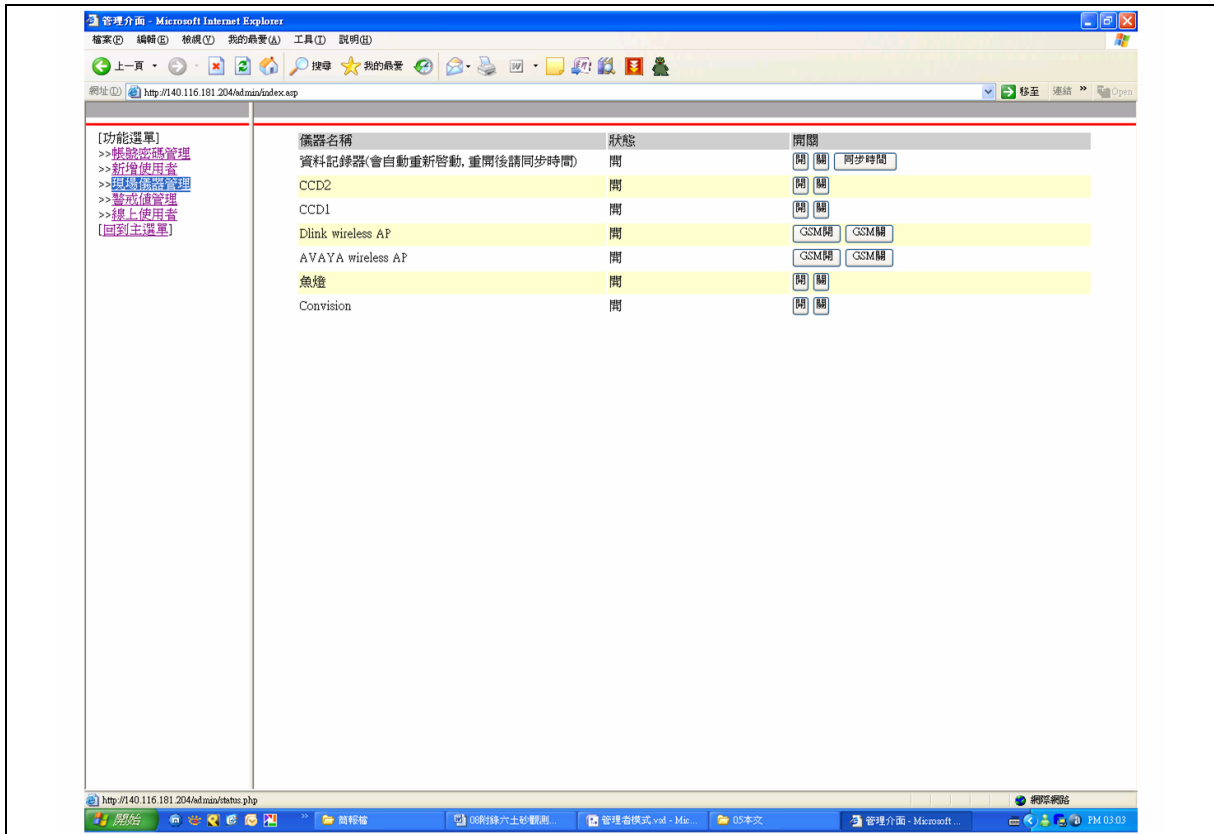 管理介面 - Microsoft Internet Explorer
檔案(F) 編輯(E) 檢視(V) 我的最愛(A) 工具(T) 說明(H)
上一頁 搜尋 我的最愛
網址(D) http://140.116.181.204/admin/index.asp 移至 連結 » Open
[功能選單]
>>帳號密碼管理
>>新增使用者
>>現場儀器管理
>>警戒值管理
>>線上使用者
[回到主選單]
儀器名稱 狀態 開關
資料記錄器(會自動重新啓動, 重開後請同步時間) 開 開 關 同步時間
CCD2 開 開 關
CCD1 開 開 關
Dlink wireless AP 開 GSM開 GSM關
AVAYA wireless AP 開 GSM開 GSM關
魚燈 開 開 關
Convision 開 開 關
http://140.116.181.204/admin/status.php 網際網路
開始 » 簡報檔 08附錄六土砂觀測... 管理者模式.vsd - Mic... 05本文 管理介面 - Microsoft ... PM 03:03